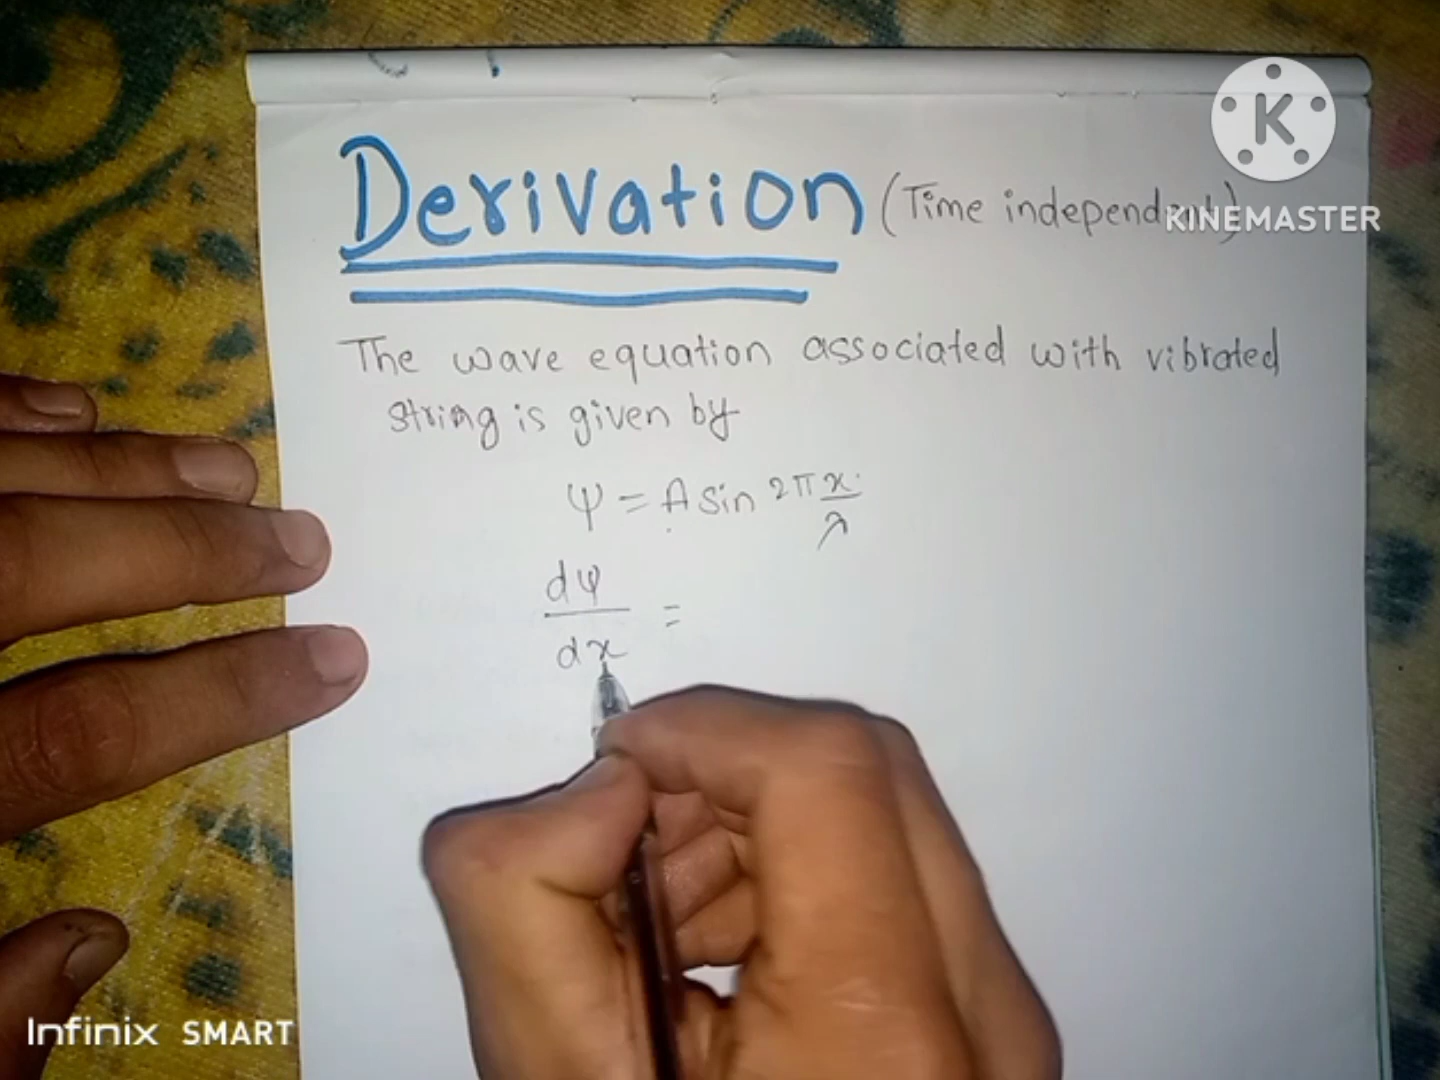 Derivation (Time independent)
KINEMASTER
The wave equation associated with vibrated
string is given by
ψ = A sin 2π x/λ
dψ/dx =
Infinix SMART